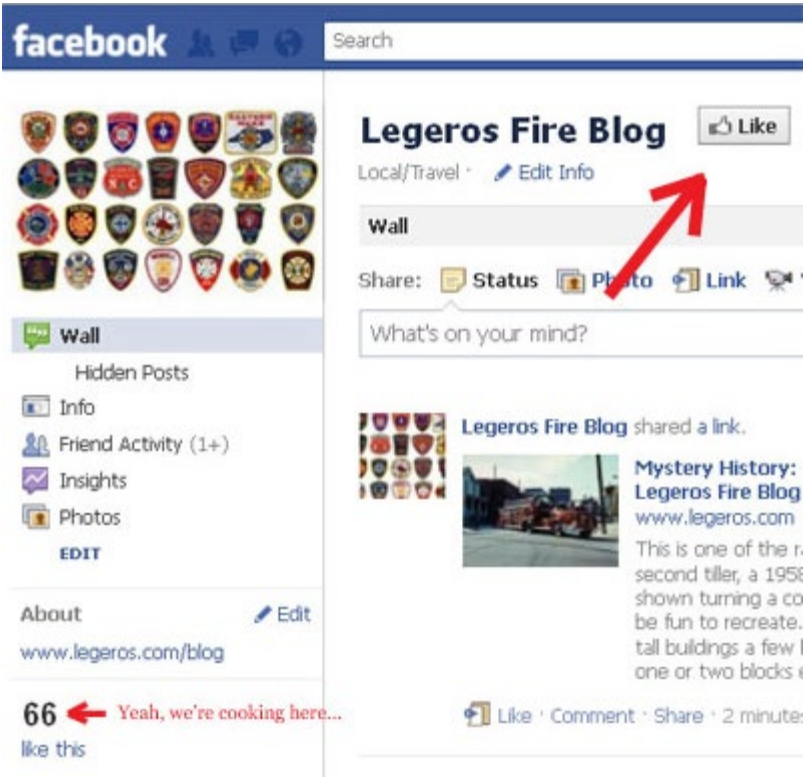 facebook
Search
Legeros Fire Blog
Like
Local/Travel · Edit Info
Wall
Share: Status Photo Link
What's on your mind?
Wall
Hidden Posts
Info
Friend Activity (1+)
Insights
Photos
EDIT
About Edit
www.legeros.com/blog
66 Yeah, we're cooking here...
like this
Legeros Fire Blog shared a link.
Mystery History:
Legeros Fire Blog
www.legeros.com
This is one of the
second tiller, a 1958
shown turning a
be fun to recreate.
tall buildings a few
one or two blocks
Like · Comment · Share · 2 minutes